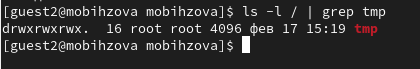 [guest2@mobihzova mobihzova]$ ls -l / | grep tmp
drwxrwxrwx.  16 root root 4096 фев 17 15:19 tmp
[guest2@mobihzova mobihzova]$